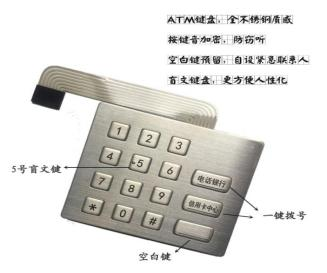 ATM键盘，全不锈钢质感
按键音加密，防窃听
空白键预留，自设紧急联系人
盲文键盘，更方便人性化
1 2 3
4 5 6
7 8 9
* 0 #
电话银行
信用卡中心
5号盲文键
一键拨号
空白键